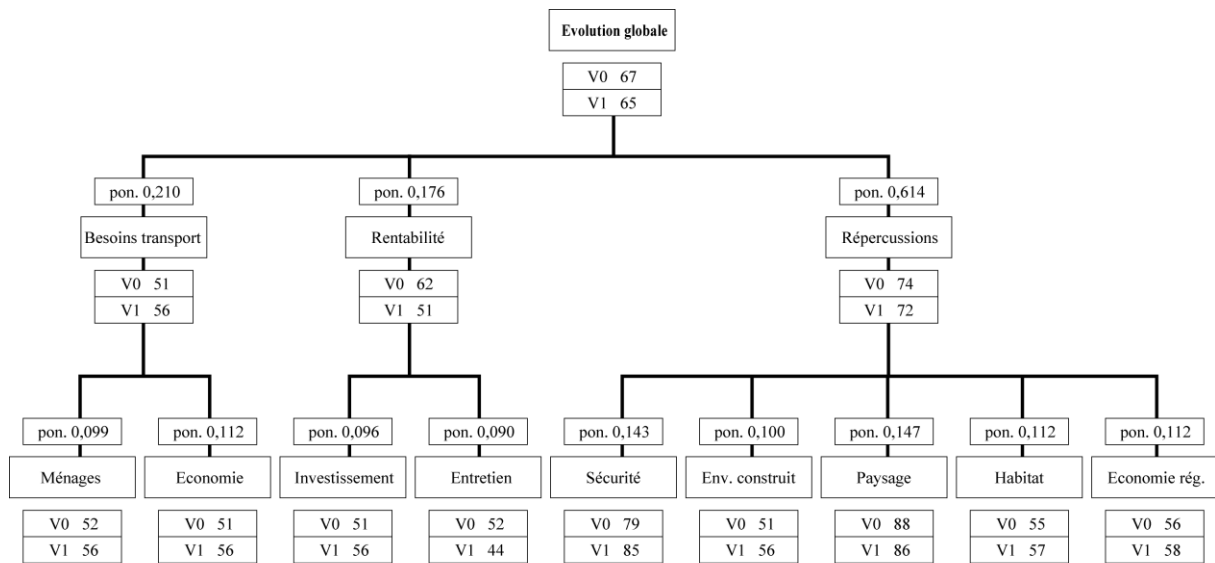 Evolution globale
V0 67
V1 65
pon. 0,210
pon. 0,176
pon. 0,614
Besoins transport
Rentabilité
Répercussions
V0 51
V1 56
V0 62
V1 51
V0 74
V1 72
pon. 0,099
pon. 0,112
pon. 0,096
pon. 0,090
pon. 0,143
pon. 0,100
pon. 0,147
pon. 0,112
pon. 0,112
Ménages
Economie
Investissement
Entretien
Sécurité
Env. construit
Paysage
Habitat
Economie rég.
V0 52
V1 56
V0 51
V1 56
V0 51
V1 56
V0 52
V1 44
V0 79
V1 85
V0 51
V1 56
V0 88
V1 86
V0 55
V1 57
V0 56
V1 58